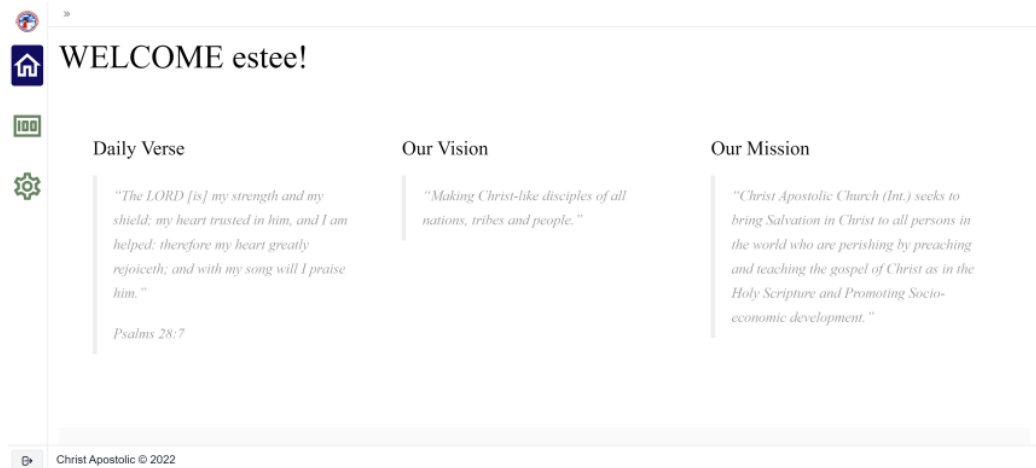 »
WELCOME estee!
Daily Verse
“The LORD [is] my strength and my
shield; my heart trusted in him, and I am
helped: therefore my heart greatly
rejoiceth; and with my song will I praise
him.”
Psalms 28:7
Our Vision
“Making Christ-like disciples of all
nations, tribes and people.”
Our Mission
“Christ Apostolic Church (Int.) seeks to
bring Salvation in Christ to all persons in
the world who are perishing by preaching
and teaching the gospel of Christ as in the
Holy Scripture and Promoting Socio-
economic development.”
100
Christ Apostolic © 2022